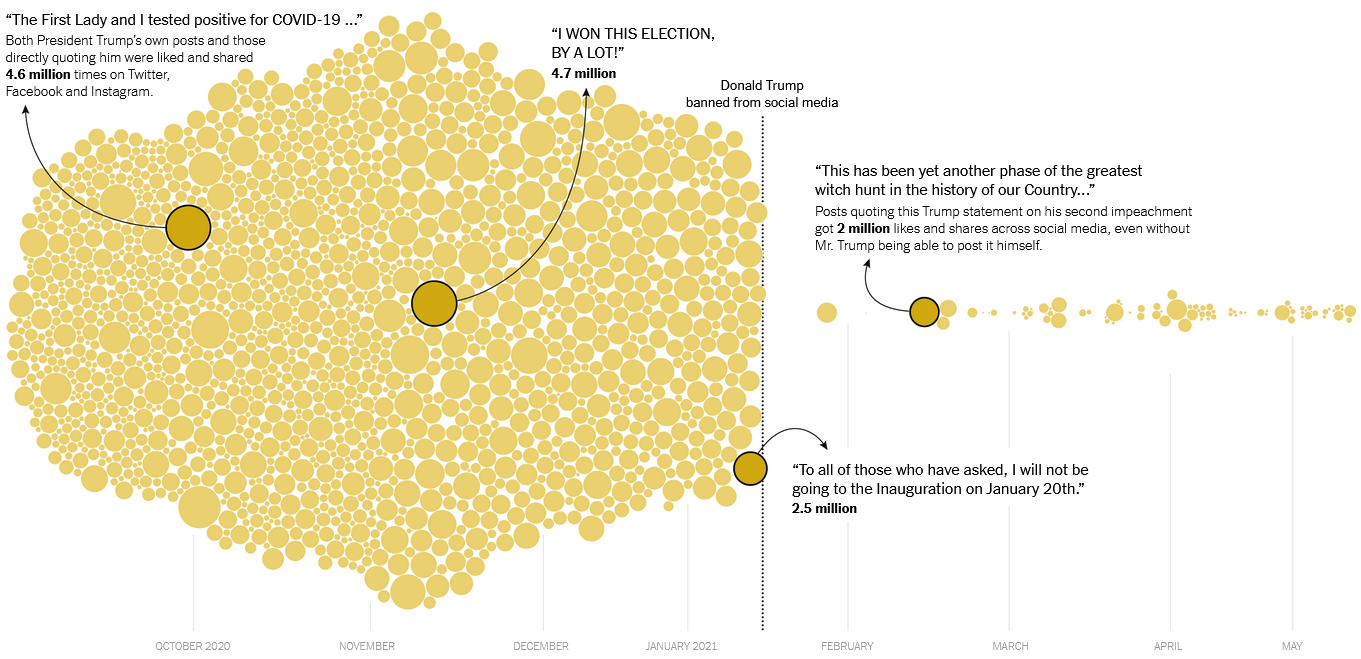 “The First Lady and I tested positive for COVID-19 ...”
Both President Trump’s own posts and those
directly quoting him were liked and shared
4.6 million times on Twitter,
Facebook and Instagram.
“I WON THIS ELECTION,
BY A LOT!”
4.7 million
Donald Trump
banned from social media
“This has been yet another phase of the greatest
witch hunt in the history of our Country...”
Posts quoting this Trump statement on his second impeachment
got 2 million likes and shares across social media, even without
Mr. Trump being able to post it himself.
“To all of those who have asked, I will not be
going to the Inauguration on January 20th.”
2.5 million
OCTOBER 2020
NOVEMBER
DECEMBER
JANUARY 2021
FEBRUARY
MARCH
APRIL
MAY